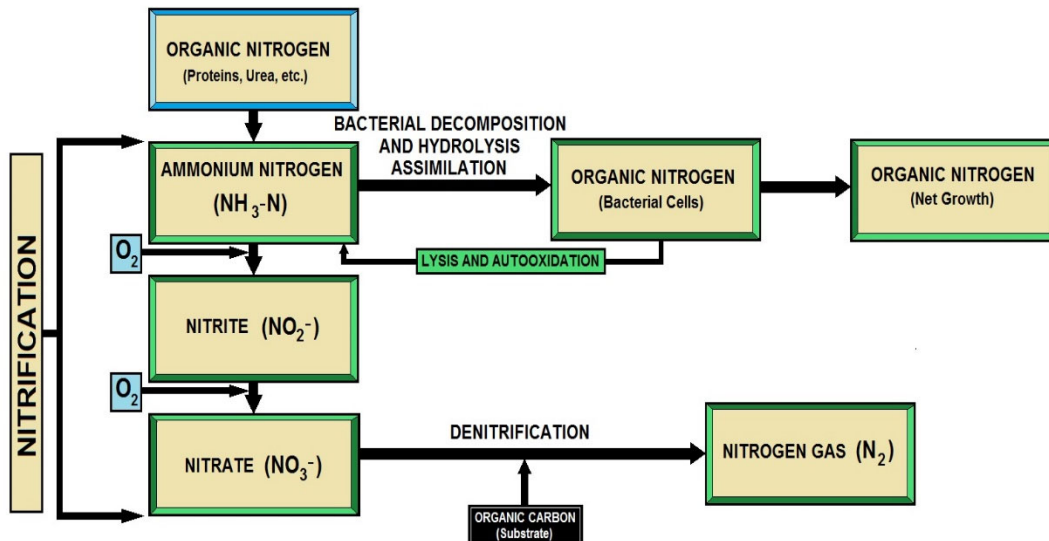 ORGANIC NITROGEN
(Proteins, Urea, etc.)
BACTERIAL DECOMPOSITION
AND HYDROLYSIS
ASSIMILATION
AMMONIUM NITROGEN
(NH₃-N)
ORGANIC NITROGEN
(Bacterial Cells)
ORGANIC NITROGEN
(Net Growth)
NITRIFICATION
O₂
LYSIS AND AUTOOXIDATION
NITRITE (NO₂⁻)
O₂
NITRATE (NO₃⁻)
DENITRIFICATION
NITROGEN GAS (N₂)
ORGANIC CARBON
(Substrate)